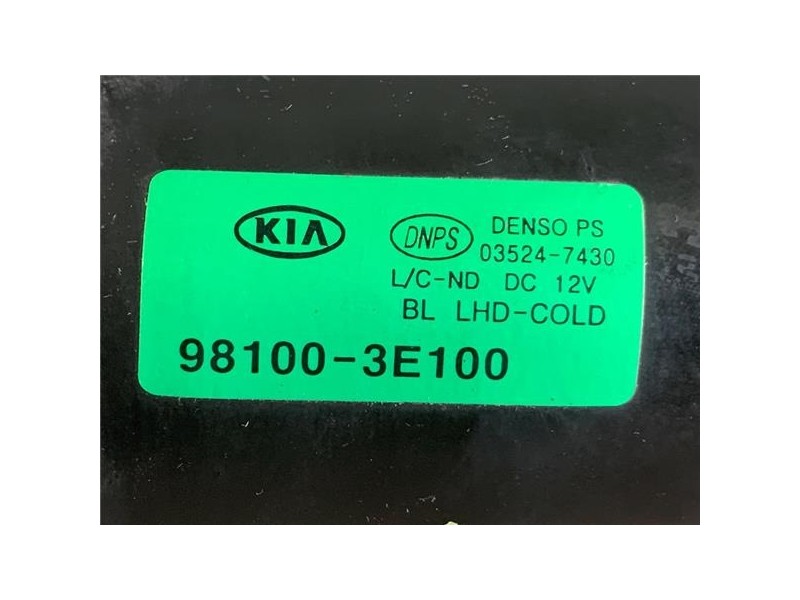 KIA
DNPS
DENSO PS
03524-7430
L/C-ND DC 12V
BL LHD-COLD
98100-3E100